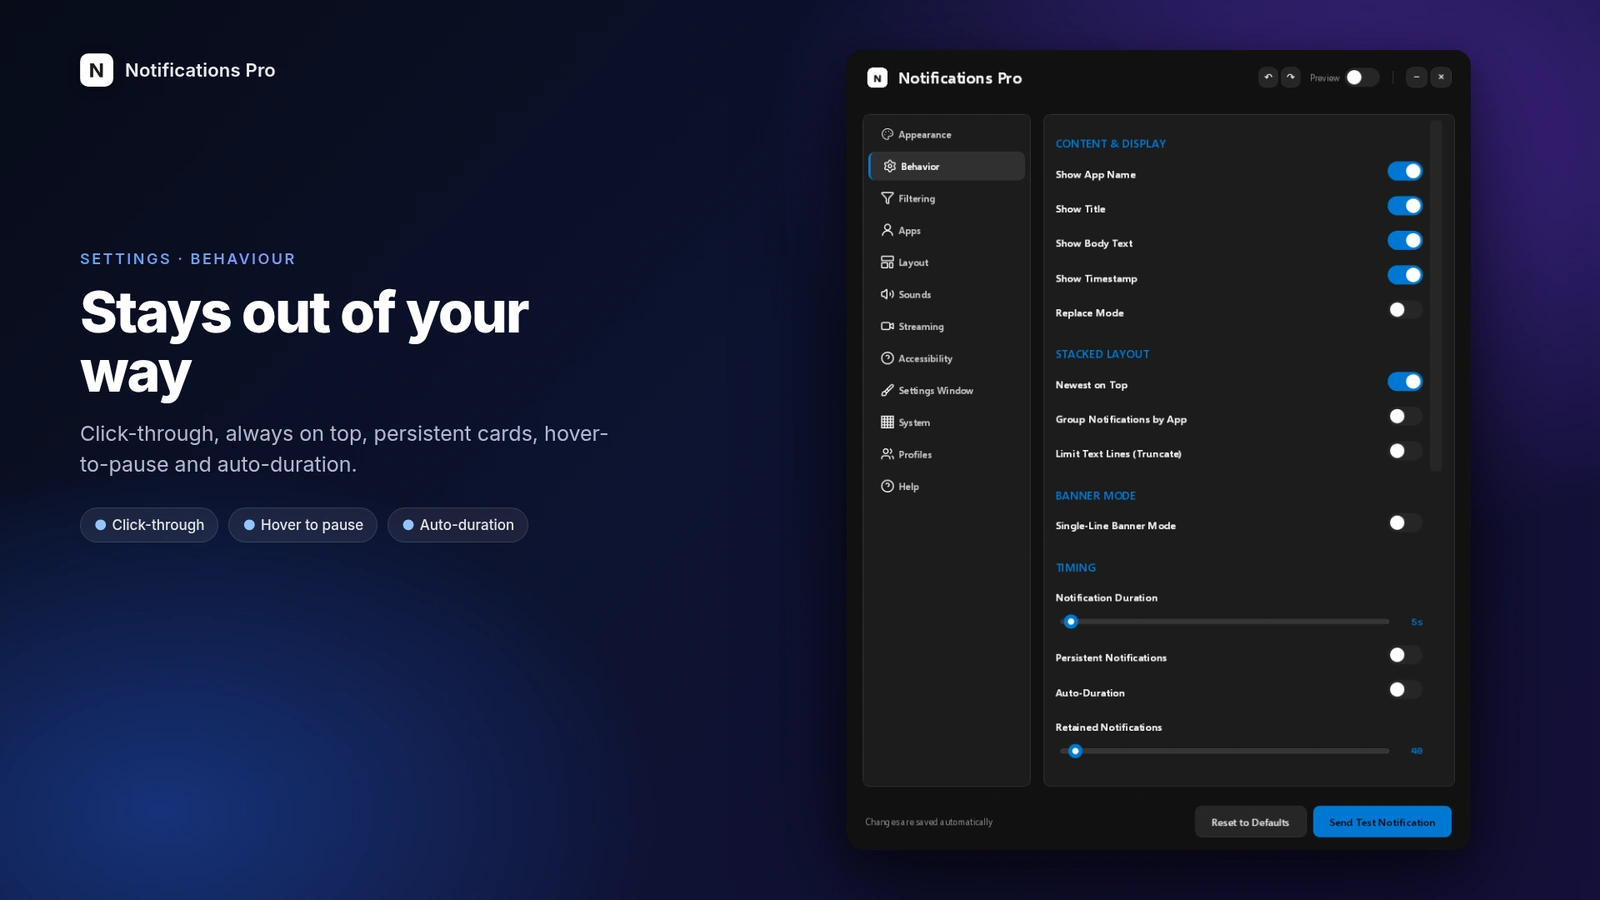 N Notifications Pro
SETTINGS · BEHAVIOUR
Stays out of your
way
Click-through, always on top, persistent cards, hover-
to-pause and auto-duration.
Click-through
Hover to pause
Auto-duration
N Notifications Pro
Preview
Appearance
Behavior
Filtering
Apps
Layout
Sounds
Streaming
Accessibility
Settings Window
System
Profiles
Help
CONTENT & DISPLAY
Show App Name
Show Title
Show Body Text
Show Timestamp
Replace Mode
STACKED LAYOUT
Newest on Top
Group Notifications by App
Limit Text Lines (Truncate)
BANNER MODE
Single-Line Banner Mode
TIMING
Notification Duration
5s
Persistent Notifications
Auto-Duration
Retained Notifications
40
Changes are saved automatically
Reset to Defaults
Send Test Notification